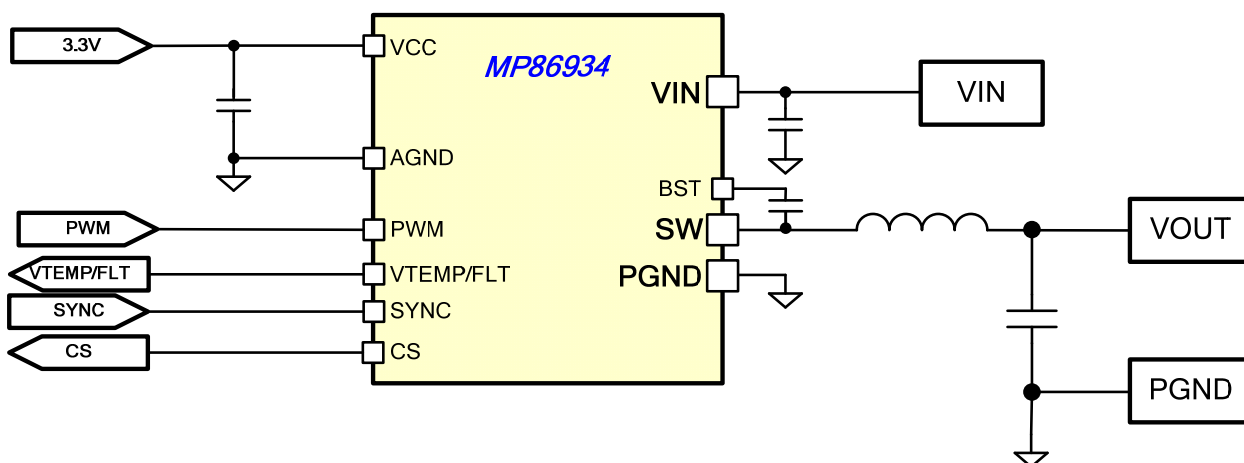 3.3V
VCC
MP86934
VIN
VIN
AGND
BST
PWM
PWM
SW
VOUT
VTEMP/FLT
VTEMP/FLT
PGND
SYNC
SYNC
CS
CS
PGND